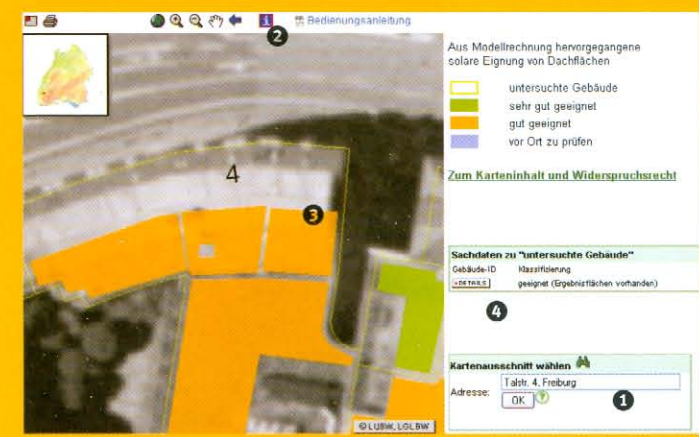 Bedienungsanleitung
2
4
3
© LUBW, LGLBW
Aus Modellrechnung hervorgegangene
solare Eignung von Dachflächen
untersuchte Gebäude
sehr gut geeignet
gut geeignet
vor Ort zu prüfen
Zum Karteninhalt und Widerspruchsrecht
Sachdaten zu "untersuchte Gebäude"
Gebäude-ID Klassifizierung
+DETAILS geeignet (Ergebnisflächen vorhanden)
4
Kartenausschnitt wählen
Talstr. 4, Freiburg
Adresse:
OK ? 1